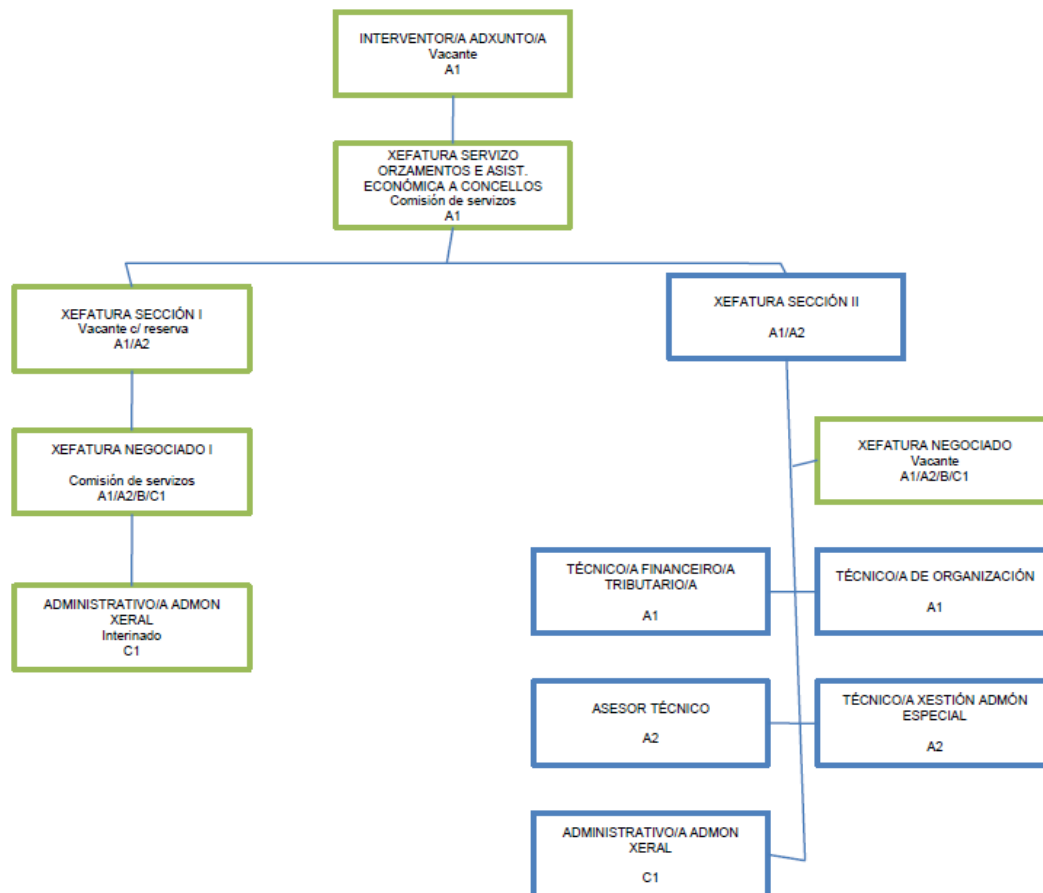 INTERVENTOR/A ADXUNTO/A
Vacante
A1
XEFATURA SERVIZO
ORZAMENTOS E ASIST.
ECONÓMICA A CONCELLOS
Comisión de servizos
A1
XEFATURA SECCIÓN I
Vacante c/ reserva
A1/A2
XEFATURA NEGOCIADO I
Comisión de servizos
A1/A2/B/C1
ADMINISTRATIVO/A ADMON
XERAL
Interinado
C1
XEFATURA SECCIÓN II
A1/A2
XEFATURA NEGOCIADO
Vacante
A1/A2/B/C1
TÉCNICO/A FINANCEIRO/A
TRIBUTARIO/A
A1
TÉCNICO/A DE ORGANIZACIÓN
A1
ASESOR TÉCNICO
A2
TÉCNICO/A XESTIÓN ADMÓN
ESPECIAL
A2
ADMINISTRATIVO/A ADMON
XERAL
C1